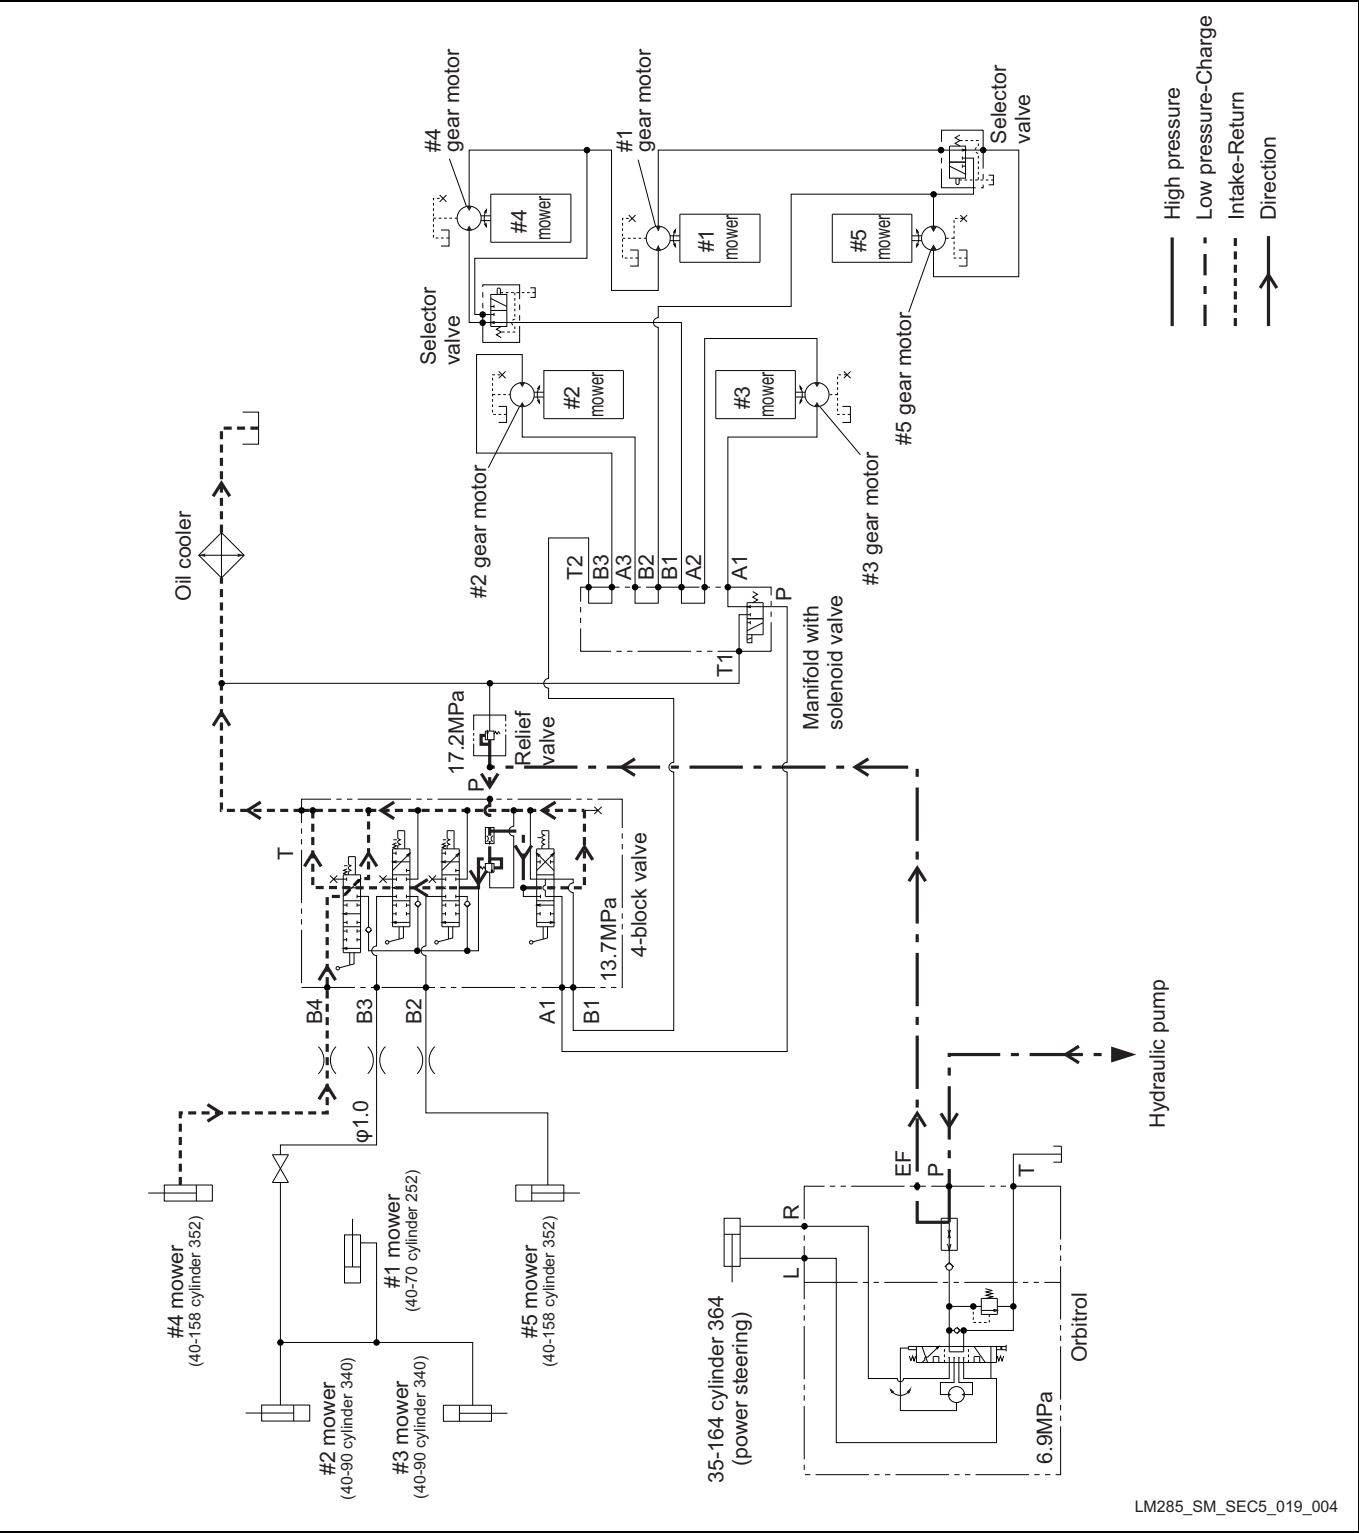 #4
gear motor
#1
gear motor
Selector
valve
#4
mower
#1
mower
#5
mower
Selector
valve
#2
mower
#3
mower
#5 gear motor
#2 gear motor
#3 gear motor
Oil cooler
T2
B3
A3
B2
B1
A2
A1
P
T1
Manifold with
solenoid valve
17.2MPa
Relief
valve
P
T
13.7MPa
4-block valve
B4
B3
B2
A1
B1
φ1.0
#4 mower
(40-158 cylinder 352)
#1 mower
(40-70 cylinder 252)
#5 mower
(40-158 cylinder 352)
#2 mower
(40-90 cylinder 340)
#3 mower
(40-90 cylinder 340)
Hydraulic pump
EF
P
T
R
L
35-164 cylinder 364
(power steering)
Orbitrol
6.9MPa
High pressure
Low pressure-Charge
Intake-Return
Direction
LM285_SM_SEC5_019_004